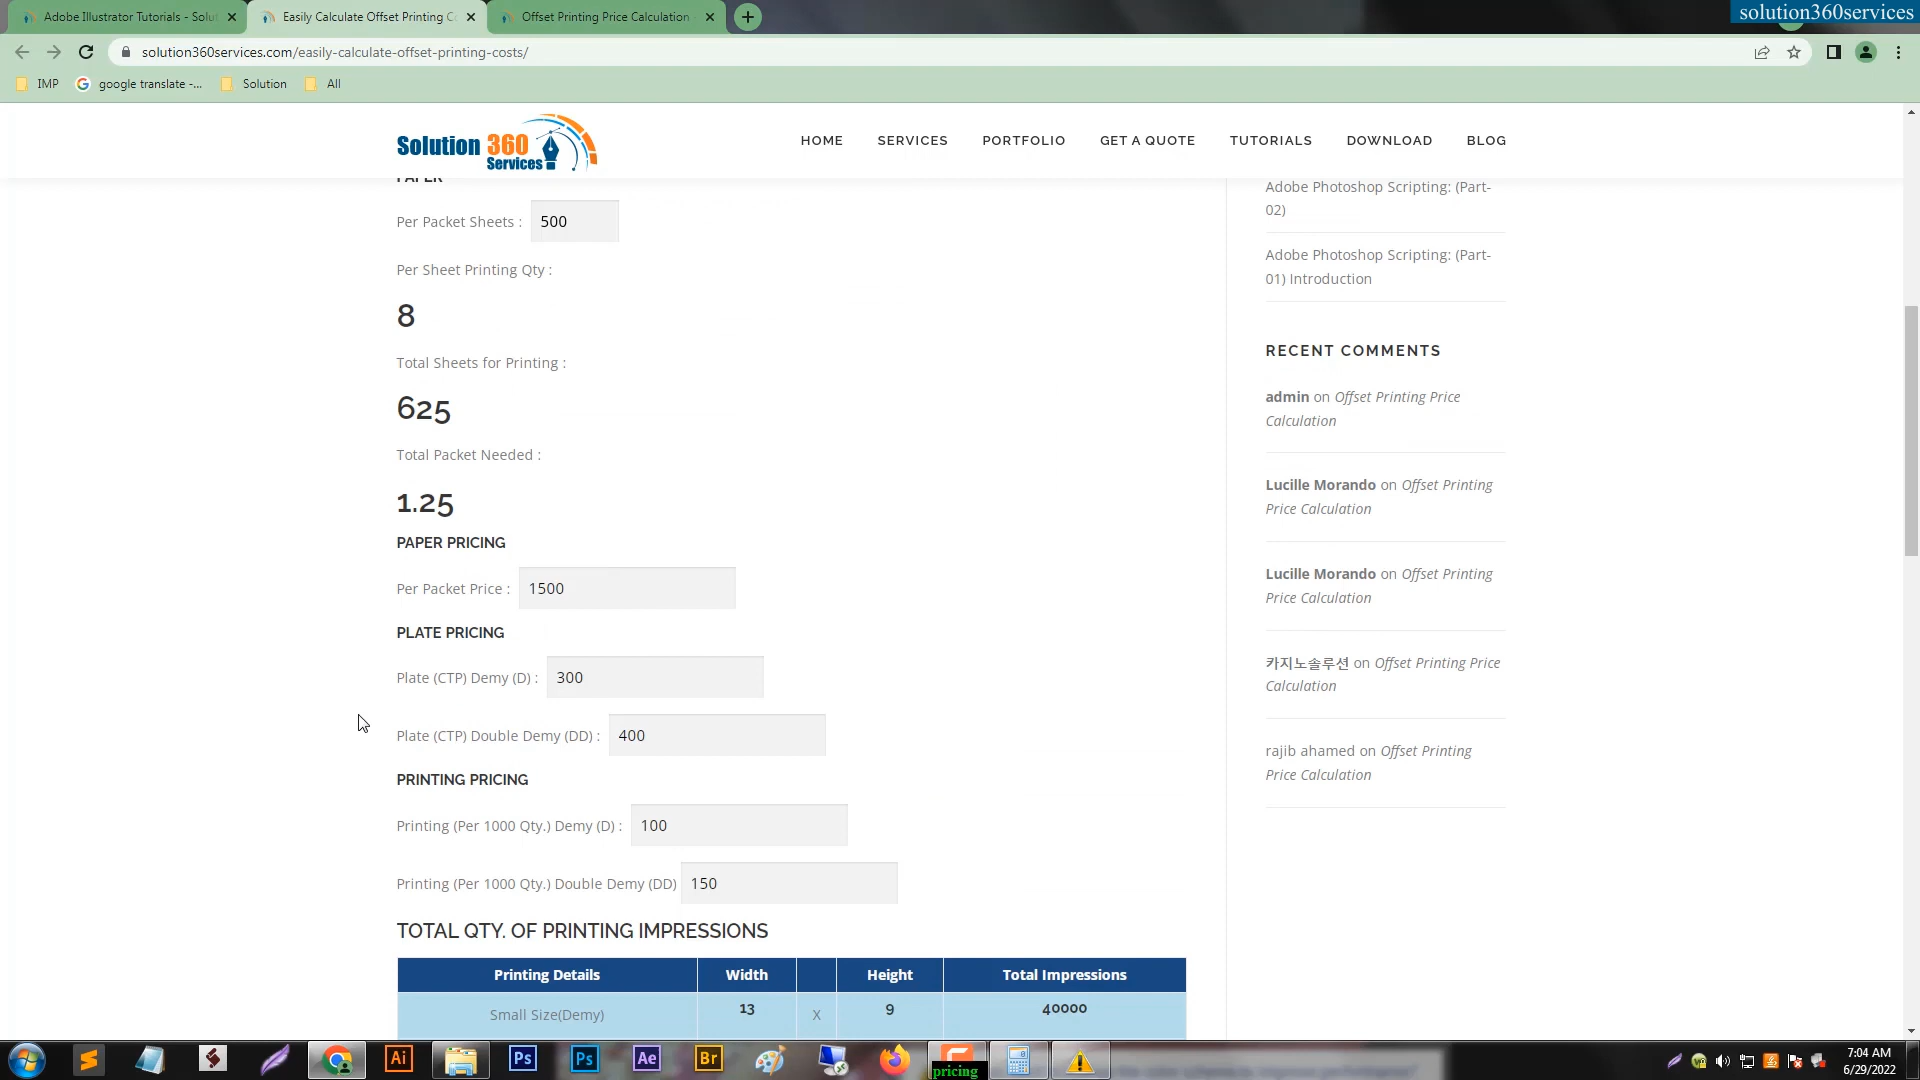 Adobe Illustrator Tutorials - Solut
Easily Calculate Offset Printing C
Offset Printing Price Calculation
solution360services
solution360services.com/easily-calculate-offset-printing-costs/
IMP
google translate -...
Solution
All
Solution 360
Services
HOME
SERVICES
PORTFOLIO
GET A QUOTE
TUTORIALS
DOWNLOAD
BLOG
PAPER
Per Packet Sheets : 500
Per Sheet Printing Qty :
8
Total Sheets for Printing :
625
Total Packet Needed :
1.25
PAPER PRICING
Per Packet Price : 1500
PLATE PRICING
Plate (CTP) Demy (D) : 300
Plate (CTP) Double Demy (DD) : 400
PRINTING PRICING
Printing (Per 1000 Qty.) Demy (D) : 100
Printing (Per 1000 Qty.) Double Demy (DD) 150
TOTAL QTY. OF PRINTING IMPRESSIONS
Printing Details Width Height Total Impressions
Small Size(Demy) 13 X 9 40000
Adobe Photoshop Scripting: (Part-
02)
Adobe Photoshop Scripting: (Part-
01) Introduction
RECENT COMMENTS
admin on Offset Printing Price
Calculation
Lucille Morando on Offset Printing
Price Calculation
Lucille Morando on Offset Printing
Price Calculation
카지노솔루션 on Offset Printing Price
Calculation
rajib ahamed on Offset Printing
Price Calculation
Ai
Ps
Ps
Ae
Br
pricing
7:04 AM
6/29/2022